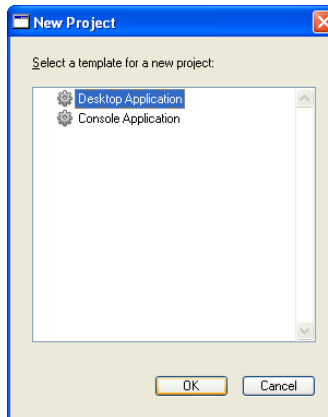 New Project
Select a template for a new project:
Desktop Application
Console Application
OK
Cancel